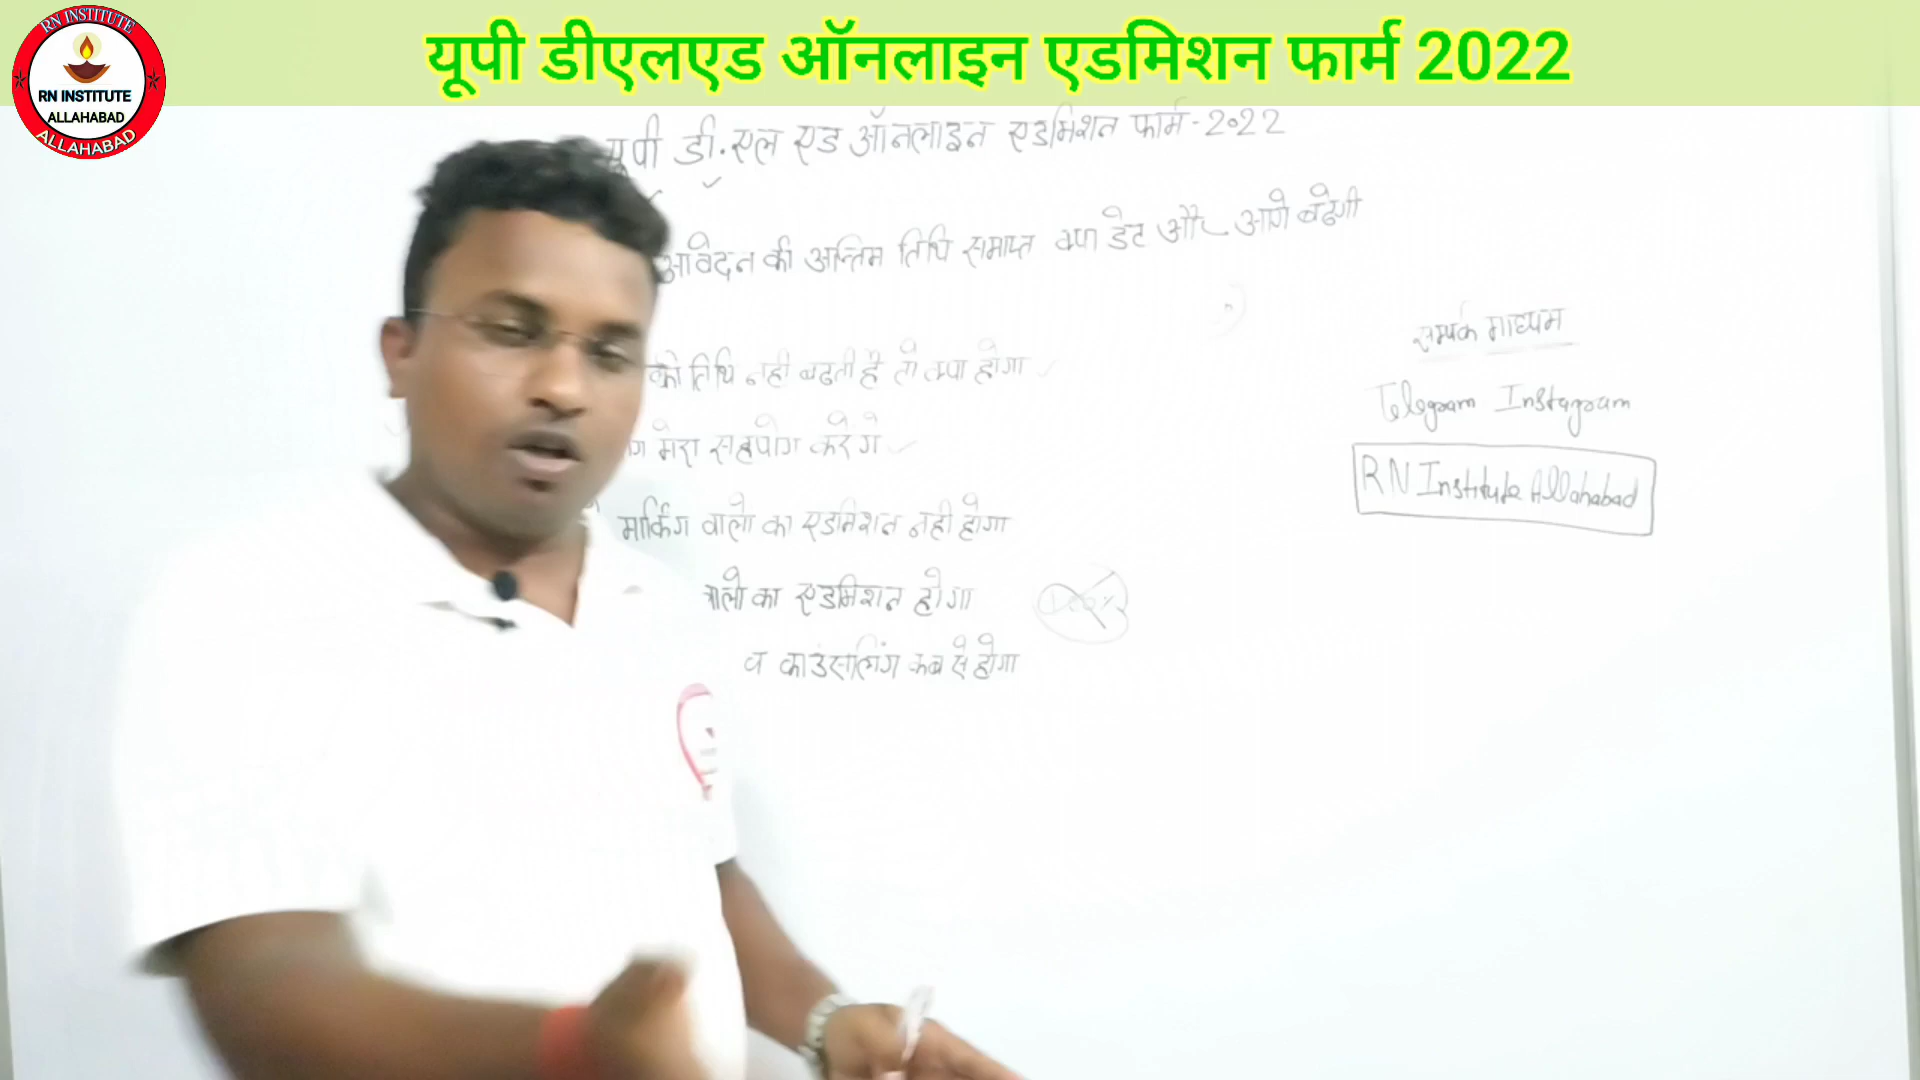 RN INSTITUTE
RN INSTITUTE
ALLAHABAD
ALLAHABAD
यूपी डीएलएड ऑनलाइन एडमिशन फार्म 2022
यूपी डी.एल एड ऑनलाइन एडमिशन फार्म-2022
आवेदन की अन्तिम तिथि समाप्त क्या डेट और आगे बढेगी
की तिथि नही बढती है तो क्या होगा
मेरा सहयोग करेगे
मार्किंग वालो का एडमिशन नही होगा
वालो का एडमिशन होगा
व काउंसलिंग कब से होगा
सम्पर्क माध्यम
Telegram Instagram
RN Institute Allahabad